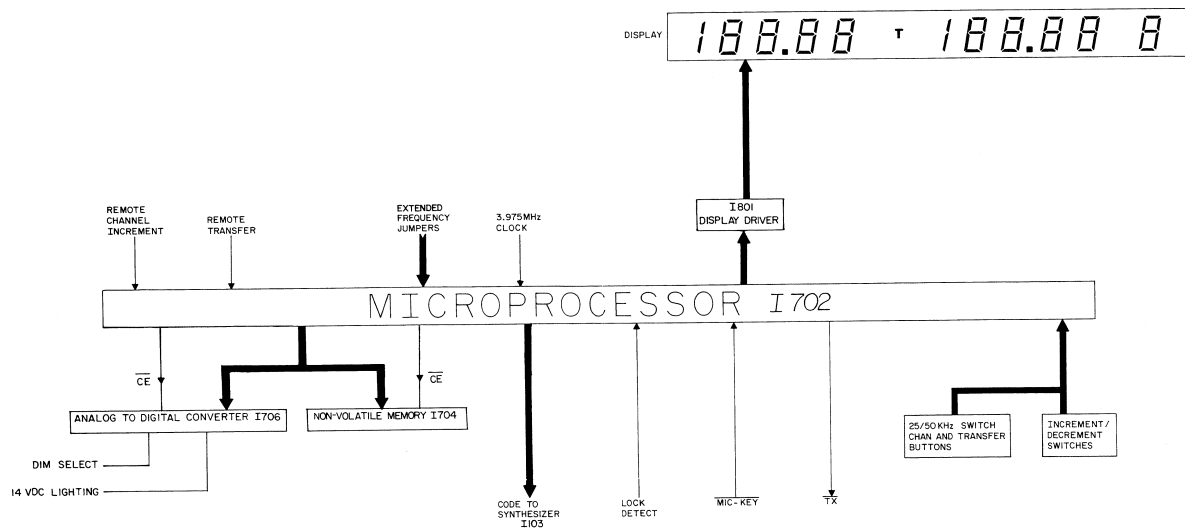 DISPLAY
188.88 T 188.88 8
I801
DISPLAY DRIVER
REMOTE
CHANNEL
INCREMENT
REMOTE
TRANSFER
EXTENDED
FREQUENCY
JUMPERS
3.975MHz
CLOCK
MICROPROCESSOR I702
CE
CE
ANALOG TO DIGITAL CONVERTER I706
NON-VOLATILE MEMORY I704
25/50 KHz SWITCH
CHAN AND TRANSFER
BUTTONS
INCREMENT/
DECREMENT
SWITCHES
DIM SELECT
14 VDC LIGHTING
CODE TO
SYNTHESIZER
I103
LOCK
DETECT
MIC-KEY
TX